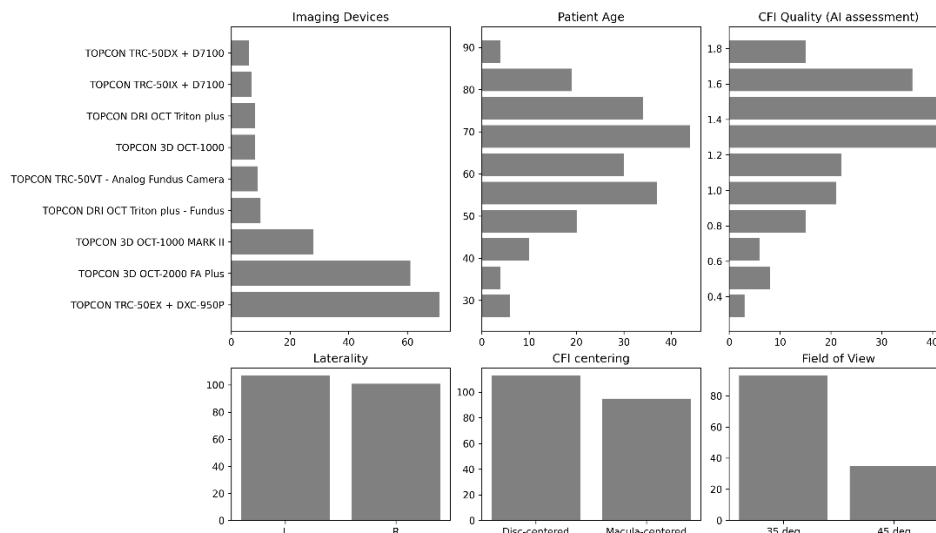 Imaging Devices
TOPCON TRC-50DX + D7100
TOPCON TRC-50IX + D7100
TOPCON DRI OCT Triton plus
TOPCON 3D OCT-1000
TOPCON TRC-50VT - Analog Fundus Camera
TOPCON DRI OCT Triton plus - Fundus
TOPCON 3D OCT-1000 MARK II
TOPCON 3D OCT-2000 FA Plus
TOPCON TRC-50EX + DXC-950P
20 40 60
0
Patient Age
90
80
70
60
50
40
30
0 20 40
CFI Quality (AI assessment)
1.8
1.6
1.4
1.2
1.0
0.8
0.6
0.4
0 10 20 30 40
Laterality
100
80
60
40
20
0
L R
CFI centering
100
80
60
40
20
0
Disc-centered Macula-centered
Field of View
80
60
40
20
0
35 deg 45 deg